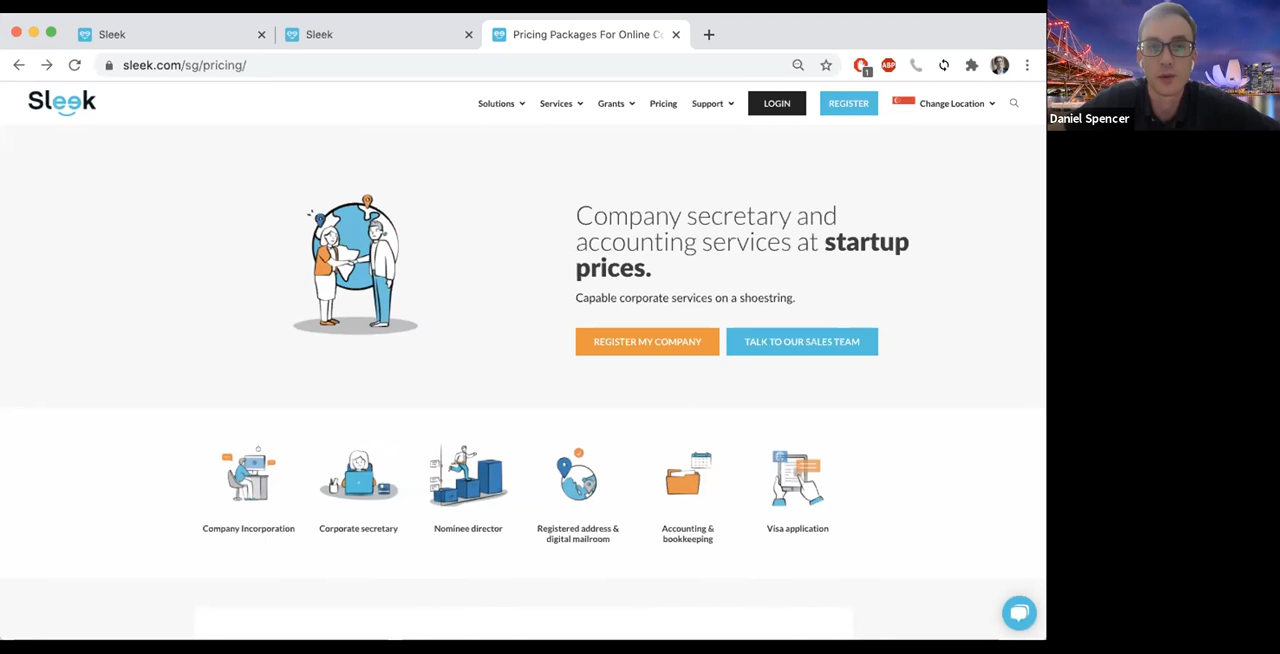 Sleek
Sleek
Pricing Packages For Online Co
sleek.com/sg/pricing/
1
ABP
Sleek
Solutions
Services
Grants
Pricing
Support
LOGIN
REGISTER
Change Location
Daniel Spencer
Company secretary and
accounting services at startup
prices.
Capable corporate services on a shoestring.
REGISTER MY COMPANY
TALK TO OUR SALES TEAM
Company Incorporation
Corporate secretary
Nominee director
Registered address &
digital mailroom
Accounting &
bookkeeping
Visa application